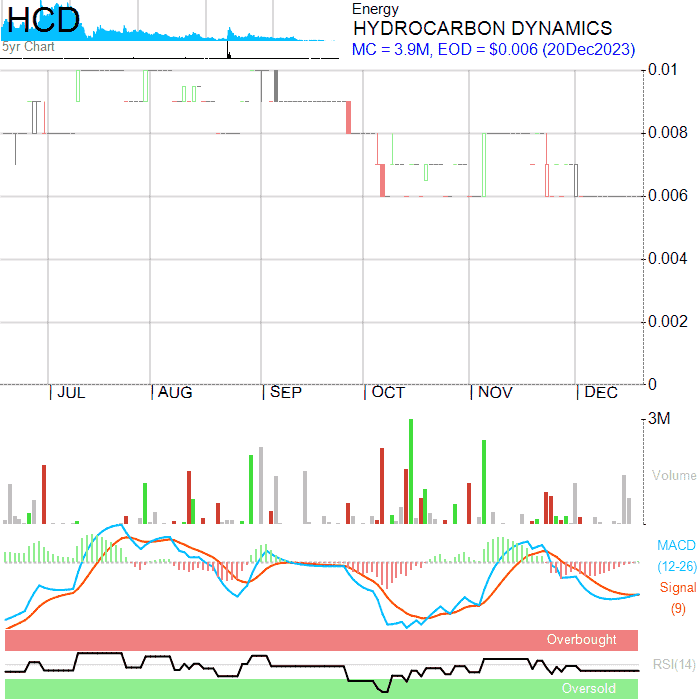 HCD
5yr Chart
Energy
HYDROCARBON DYNAMICS
MC = 3.9M, EOD = $0.006 (20Dec2023)
0.01
0.008
0.006
0.004
0.002
0
JUL AUG SEP OCT NOV DEC
3M
Volume
MACD
(12-26)
Signal
(9)
Overbought
RSI(14)
Oversold